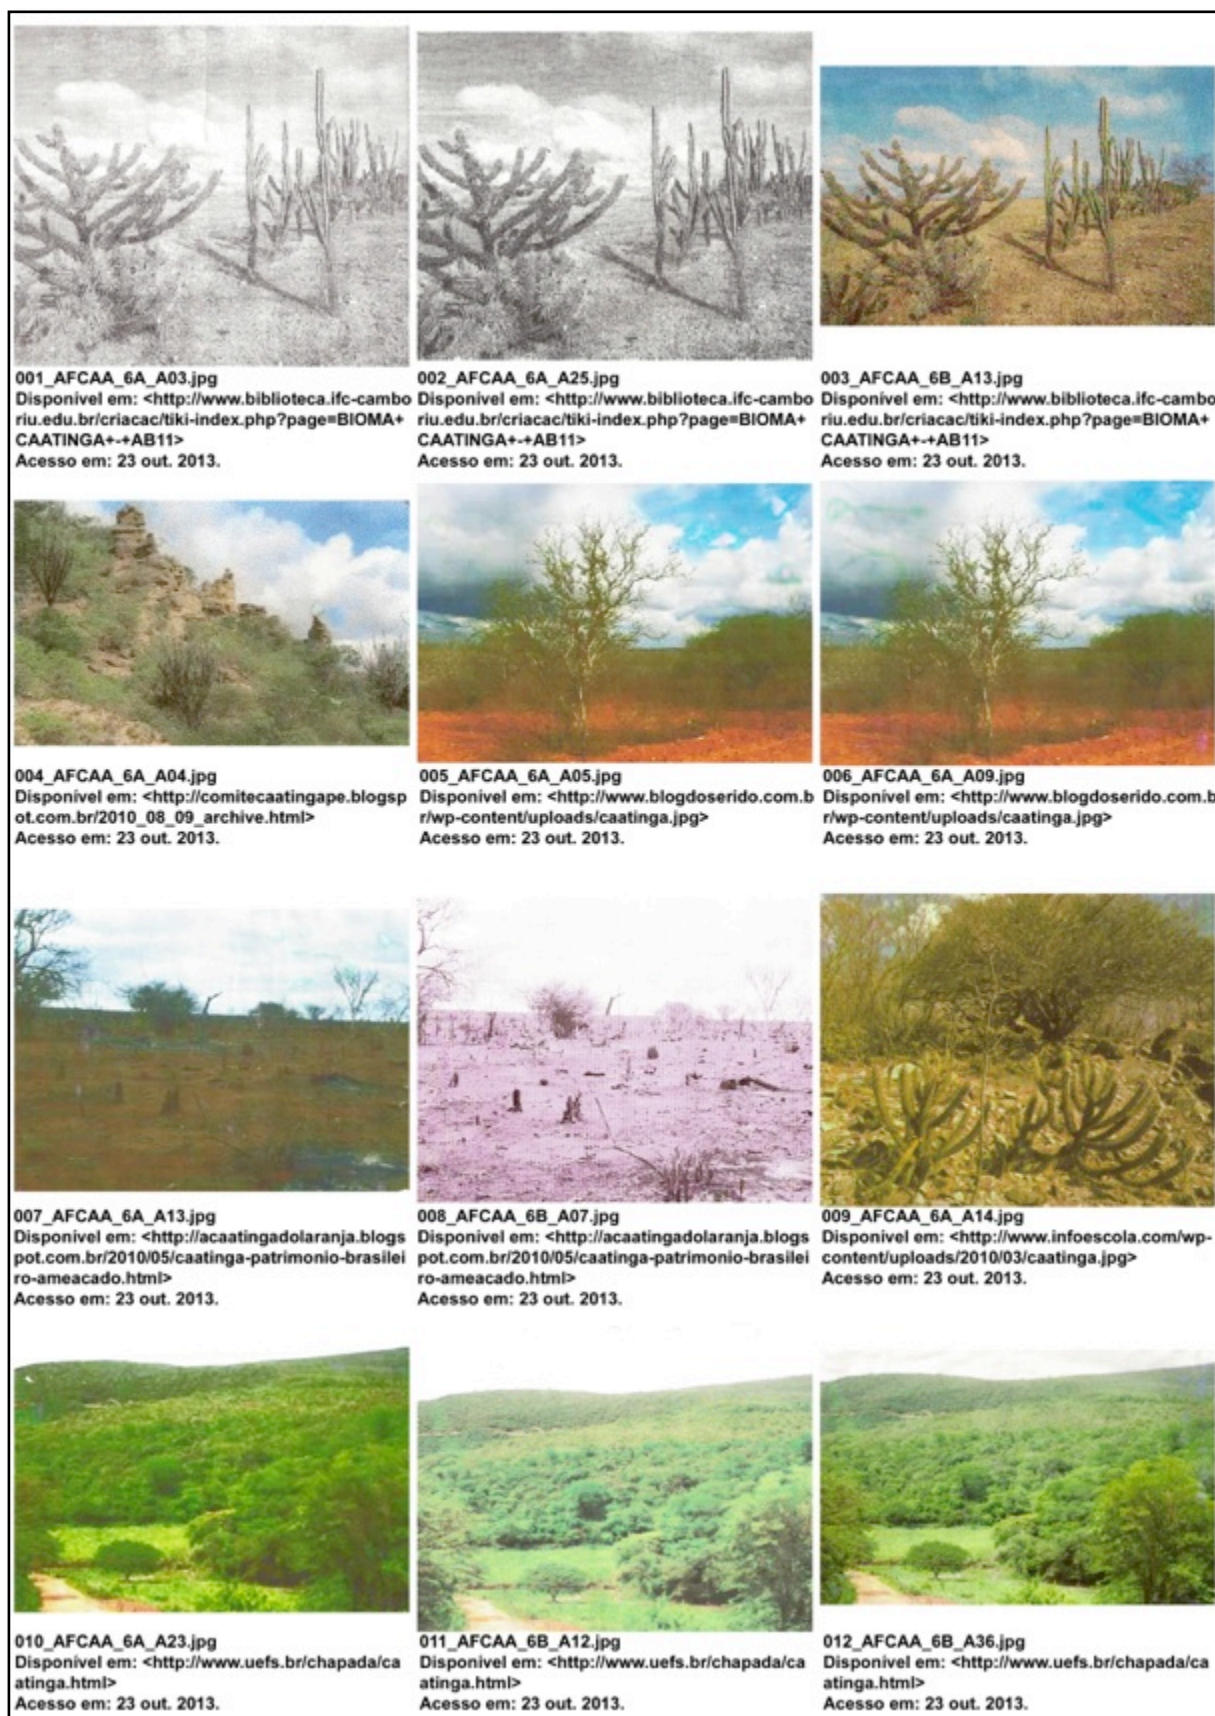 001_AFCAA_6A_A03.jpg
Disponível em: <http://www.biblioteca.ifc-cambo
riu.edu.br/criacac/tiki-index.php?page=BIOMA+
CAATINGA+-+AB11>
Acesso em: 23 out. 2013.
002_AFCAA_6A_A25.jpg
Disponível em: <http://www.biblioteca.ifc-cambo
riu.edu.br/criacac/tiki-index.php?page=BIOMA+
CAATINGA+-+AB11>
Acesso em: 23 out. 2013.
003_AFCAA_6B_A13.jpg
Disponível em: <http://www.biblioteca.ifc-cambo
riu.edu.br/criacac/tiki-index.php?page=BIOMA+
CAATINGA+-+AB11>
Acesso em: 23 out. 2013.
004_AFCAA_6A_A04.jpg
Disponível em: <http://comitecaatingape.blogsp
ot.com.br/2010_08_09_archive.html>
Acesso em: 23 out. 2013.
005_AFCAA_6A_A05.jpg
Disponível em: <http://www.blogdoserido.com.b
r/wp-content/uploads/caatinga.jpg>
Acesso em: 23 out. 2013.
006_AFCAA_6A_A09.jpg
Disponível em: <http://www.blogdoserido.com.b
r/wp-content/uploads/caatinga.jpg>
Acesso em: 23 out. 2013.
007_AFCAA_6A_A13.jpg
Disponível em: <http://acaatingadolaranja.blogs
pot.com.br/2010/05/caatinga-patrimonio-brasilei
ro-ameacado.html>
Acesso em: 23 out. 2013.
008_AFCAA_6B_A07.jpg
Disponível em: <http://acaatingadolaranja.blogs
pot.com.br/2010/05/caatinga-patrimonio-brasilei
ro-ameacado.html>
Acesso em: 23 out. 2013.
009_AFCAA_6A_A14.jpg
Disponível em: <http://www.infoescola.com/wp-
content/uploads/2010/03/caatinga.jpg>
Acesso em: 23 out. 2013.
010_AFCAA_6A_A23.jpg
Disponível em: <http://www.uefs.br/chapada/ca
atinga.html>
Acesso em: 23 out. 2013.
011_AFCAA_6B_A12.jpg
Disponível em: <http://www.uefs.br/chapada/ca
atinga.html>
Acesso em: 23 out. 2013.
012_AFCAA_6B_A36.jpg
Disponível em: <http://www.uefs.br/chapada/ca
atinga.html>
Acesso em: 23 out. 2013.